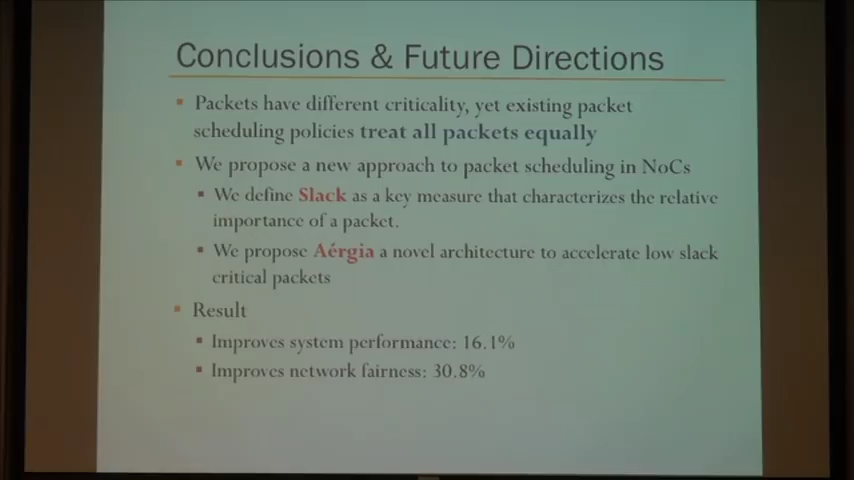 Conclusions & Future Directions
▪ Packets have different criticality, yet existing packet
scheduling policies treat all packets equally
▪ We propose a new approach to packet scheduling in NoCs
▪ We define Slack as a key measure that characterizes the relative
importance of a packet.
▪ We propose Aérgia a novel architecture to accelerate low slack
critical packets
▪ Result
▪ Improves system performance: 16.1%
▪ Improves network fairness: 30.8%